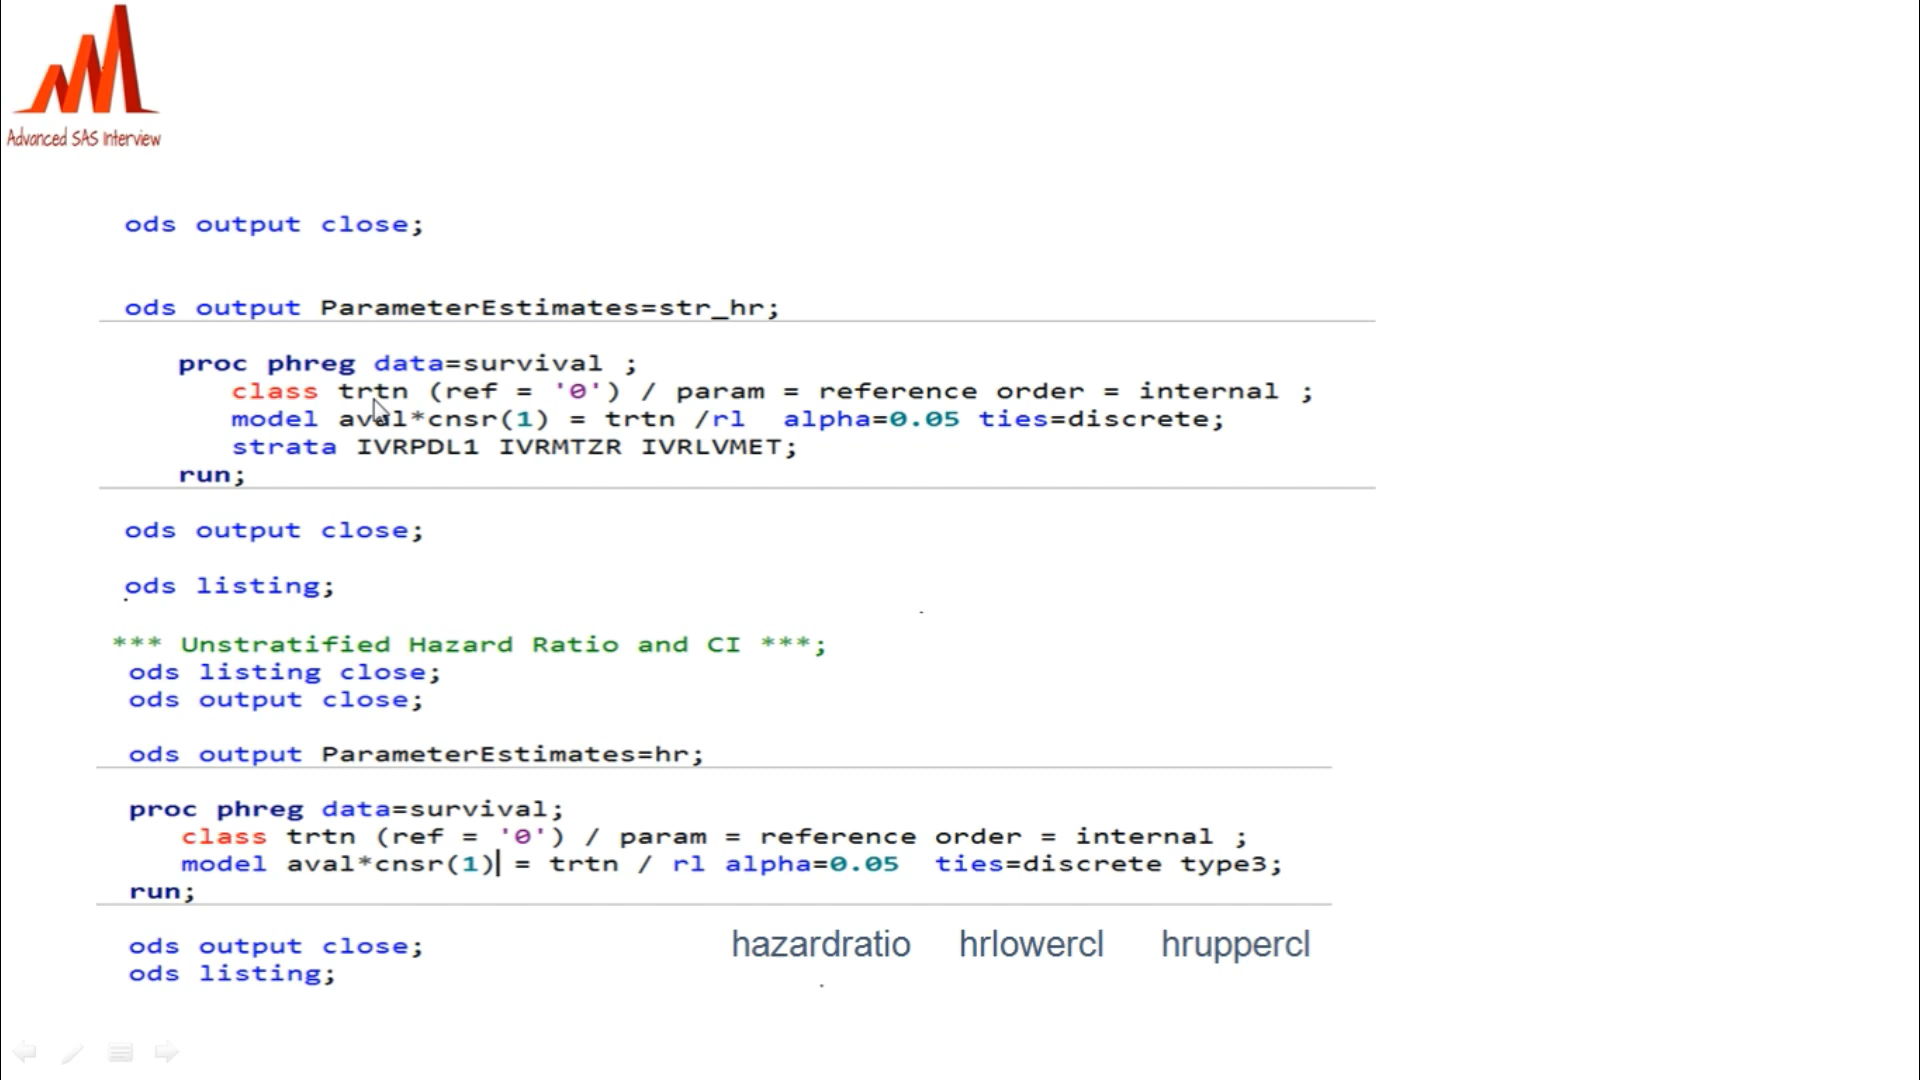 Advanced SAS Interview
ods output close;
ods output ParameterEstimates=str_hr;
proc phreg data=survival ;
class trtn (ref = '0') / param = reference order = internal ;
model aval*cnsr(1) = trtn /rl alpha=0.05 ties=discrete;
strata IVRPDL1 IVRMTZR IVRLVMET;
run;
ods output close;
ods listing;
*** Unstratified Hazard Ratio and CI ***;
ods listing close;
ods output close;
ods output ParameterEstimates=hr;
proc phreg data=survival;
class trtn (ref = '0') / param = reference order = internal ;
model aval*cnsr(1) = trtn / rl alpha=0.05 ties=discrete type3;
run;
ods output close;
hazardratio hrlowercl hruppercl
ods listing;